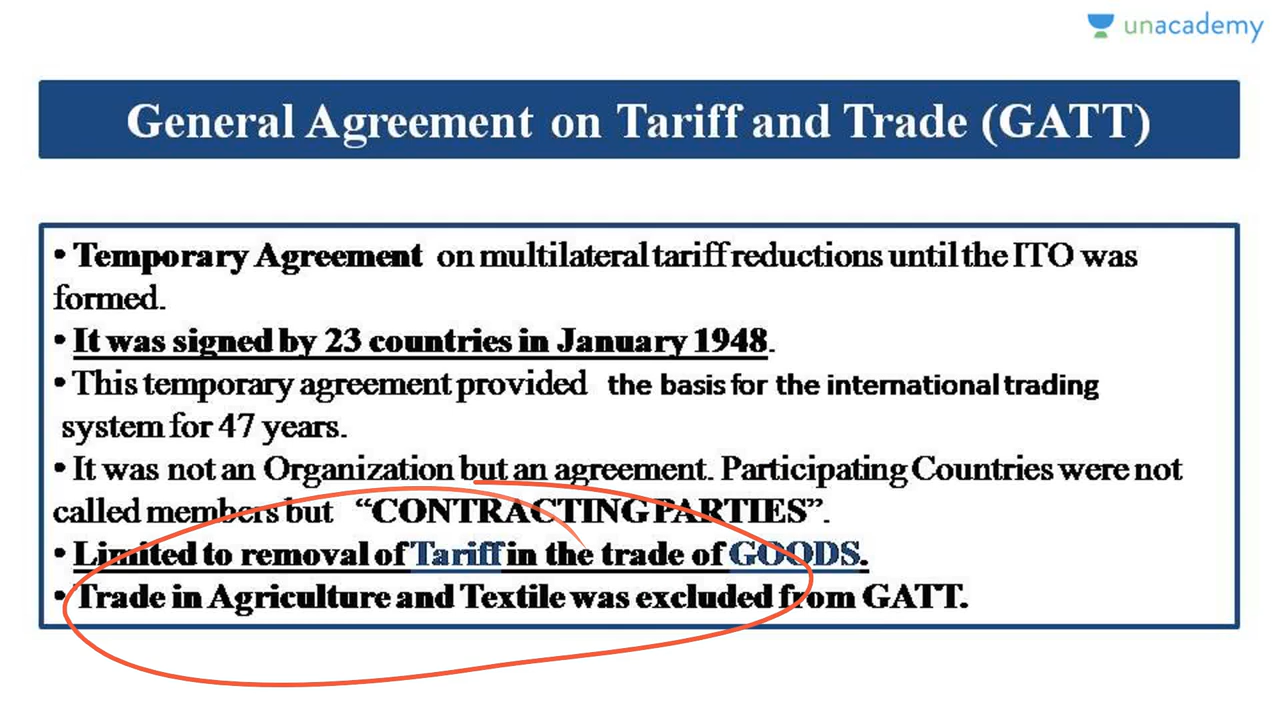 unacademy
General Agreement on Tariff and Trade (GATT)
• Temporary Agreement on multilateral tariff reductions until the ITO was
formed.
• It was signed by 23 countries in January 1948.
• This temporary agreement provided the basis for the international trading
system for 47 years.
• It was not an Organization but an agreement. Participating Countries were not
called members but “CONTRACTING PARTIES”.
• Limited to removal of Tariff in the trade of GOODS.
• Trade in Agriculture and Textile was excluded from GATT.